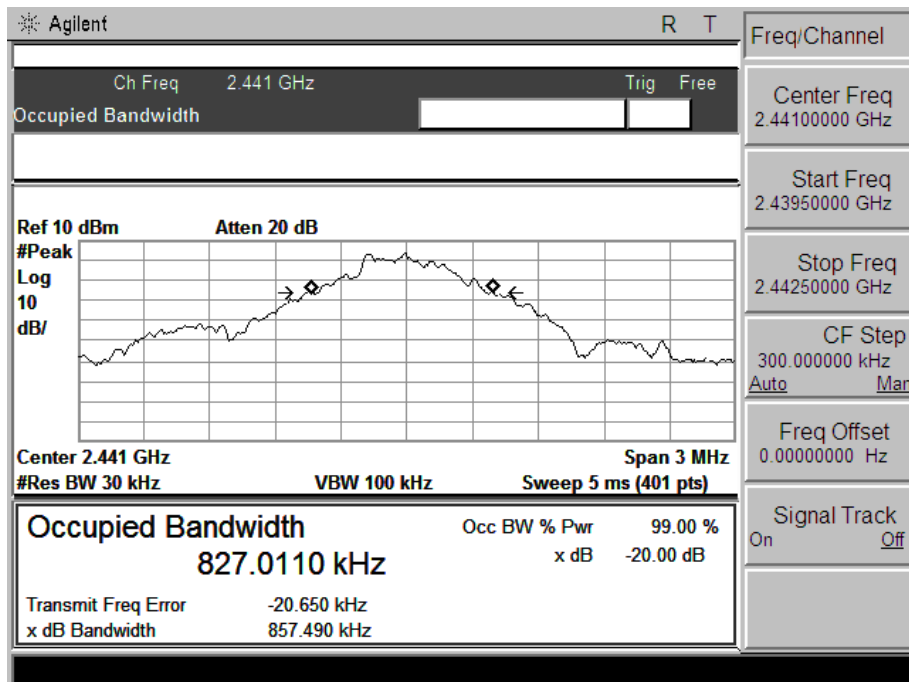 Agilent R T
Ch Freq 2.441 GHz Trig Free
Occupied Bandwidth
Ref 10 dBm Atten 20 dB
#Peak
Log
10
dB/
Center 2.441 GHz Span 3 MHz
#Res BW 30 kHz VBW 100 kHz Sweep 5 ms (401 pts)
Occupied Bandwidth Occ BW % Pwr 99.00 %
827.0110 kHz x dB -20.00 dB
Transmit Freq Error -20.650 kHz
x dB Bandwidth 857.490 kHz
Freq/Channel
Center Freq
2.44100000 GHz
Start Freq
2.43950000 GHz
Stop Freq
2.44250000 GHz
CF Step
300.000000 kHz
Auto Man
Freq Offset
0.00000000 Hz
Signal Track
On Off